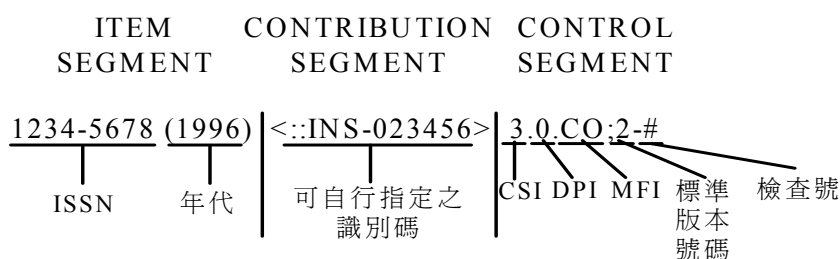 ITEM CONTRIBUTION CONTROL
SEGMENT SEGMENT SEGMENT
1234-5678 (1996) <::INS-023456> 3.0.CO;2-#
ISSN 年代 可自行指定之識別碼 CSI DPI MFI 標準版本號碼 檢查號